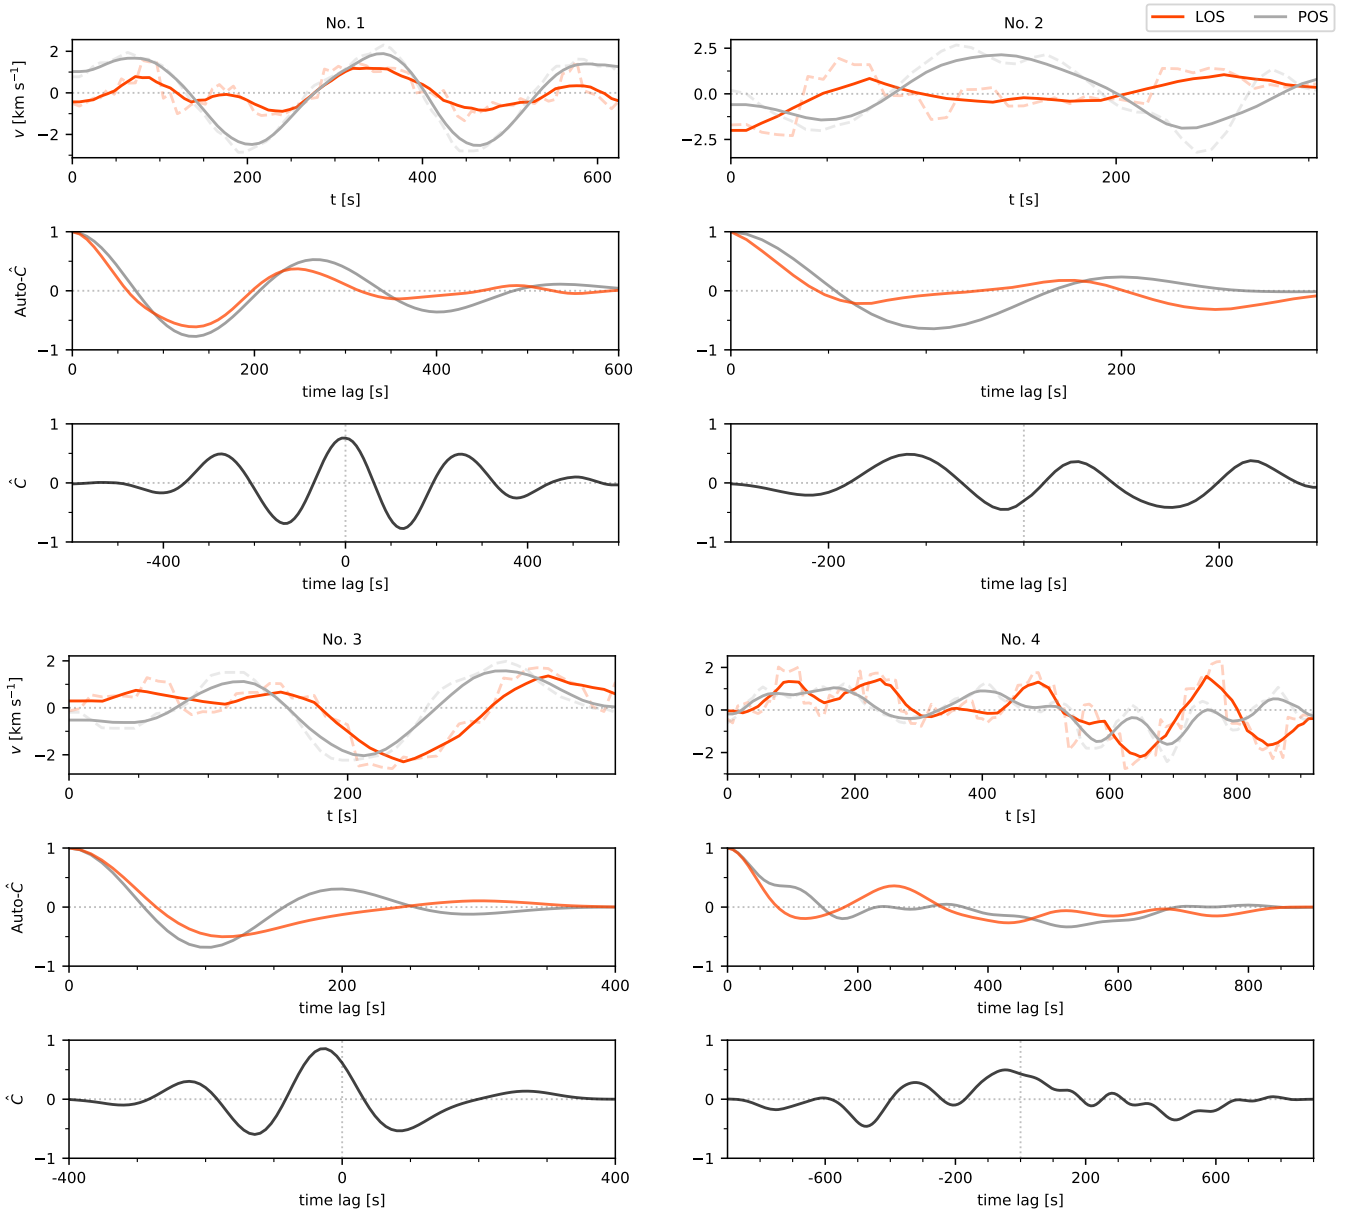 LOS POS
No. 1
v [km s⁻¹]
2
0
−2
0 200 400 600
t [s]
No. 2
2.5
0.0
−2.5
0 200
t [s]
Auto-Ĉ
1
0
−1
0 200 400 600
time lag [s]
1
0
−1
0 200
time lag [s]
Ĉ
1
0
−1
-400 0 400
time lag [s]
1
0
−1
-200 200
time lag [s]
No. 3
v [km s⁻¹]
2
0
−2
0 200
t [s]
No. 4
2
0
−2
0 200 400 600 800
t [s]
Auto-Ĉ
1
0
−1
0 200 400
time lag [s]
1
0
−1
0 200 400 600 800
time lag [s]
Ĉ
1
0
−1
-400 0 400
time lag [s]
1
0
−1
-600 -200 200 600
time lag [s]